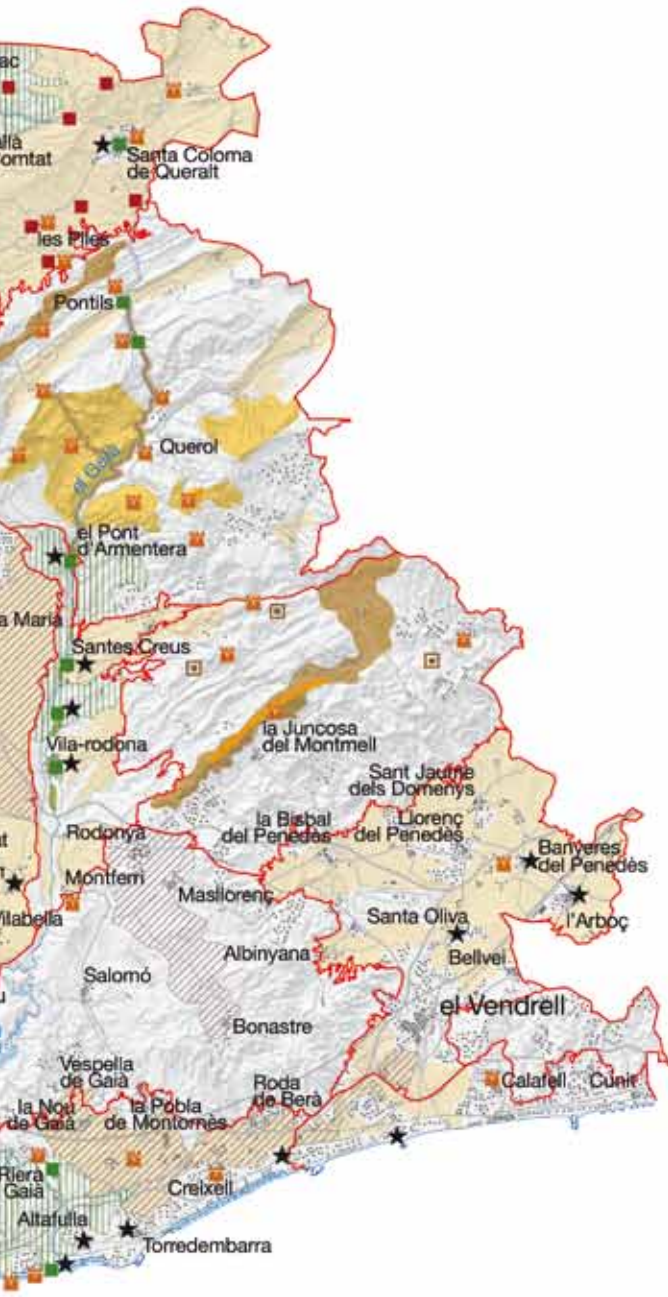 Santa Coloma
de Queralt
les Piles
Pontils
el Gaià
Querol
el Pont
d'Armentera
Santes Creus
Vila-rodona
la Juncosa
del Montmell
Sant Jaume
dels Domenys
la Bisbal
del Penedès
Llorenç
del Penedès
Banyeres
del Penedès
Rodonyà
Montferri
Masllorenç
l'Arboç
Santa Oliva
Albinyana
Bellvei
Salomó
el Vendrell
Bonastre
Vespella
de Gaià
Roda
de Berà
Calafell
Cunit
la Nou
de Gaià
la Pobla
de Montornès
Riera
Gaià
Creixell
Altafulla
Torredembarra